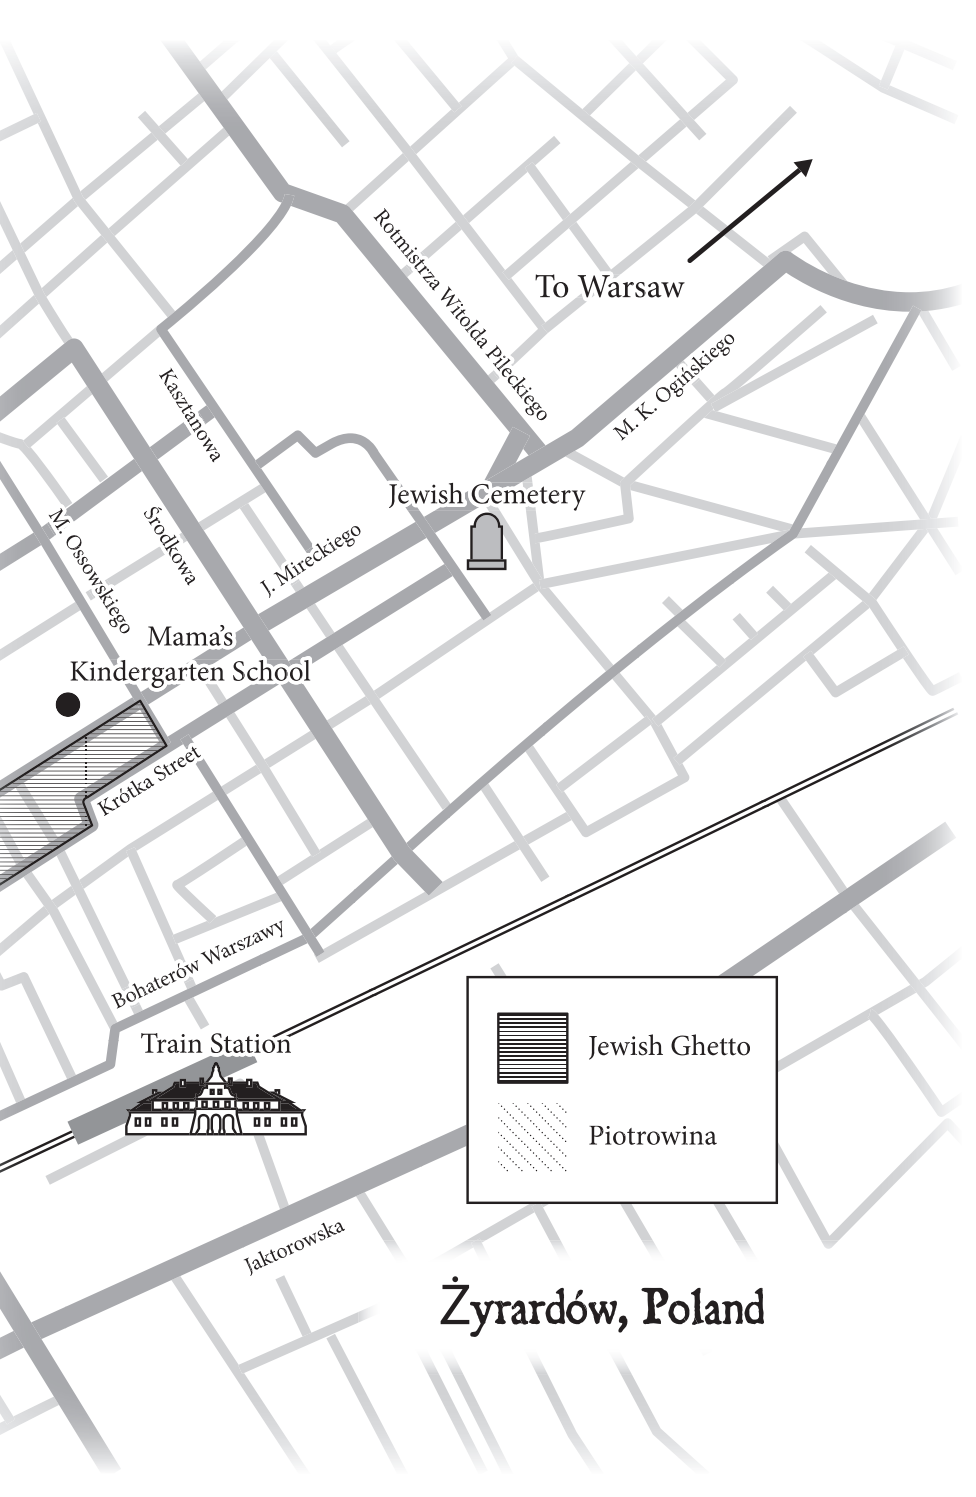 Rotmistrza Witolda Pileckiego
To Warsaw
M. K. Ogińskiego
Kasztanowa
Jewish Cemetery
Środkowa
M. Ossowskiego
J. Mireckiego
Mama’s
Kindergarten School
Krótka Street
Bohaterów Warszawy
Train Station
Jewish Ghetto
Piotrowina
Jaktorowska
Żyrardów, Poland